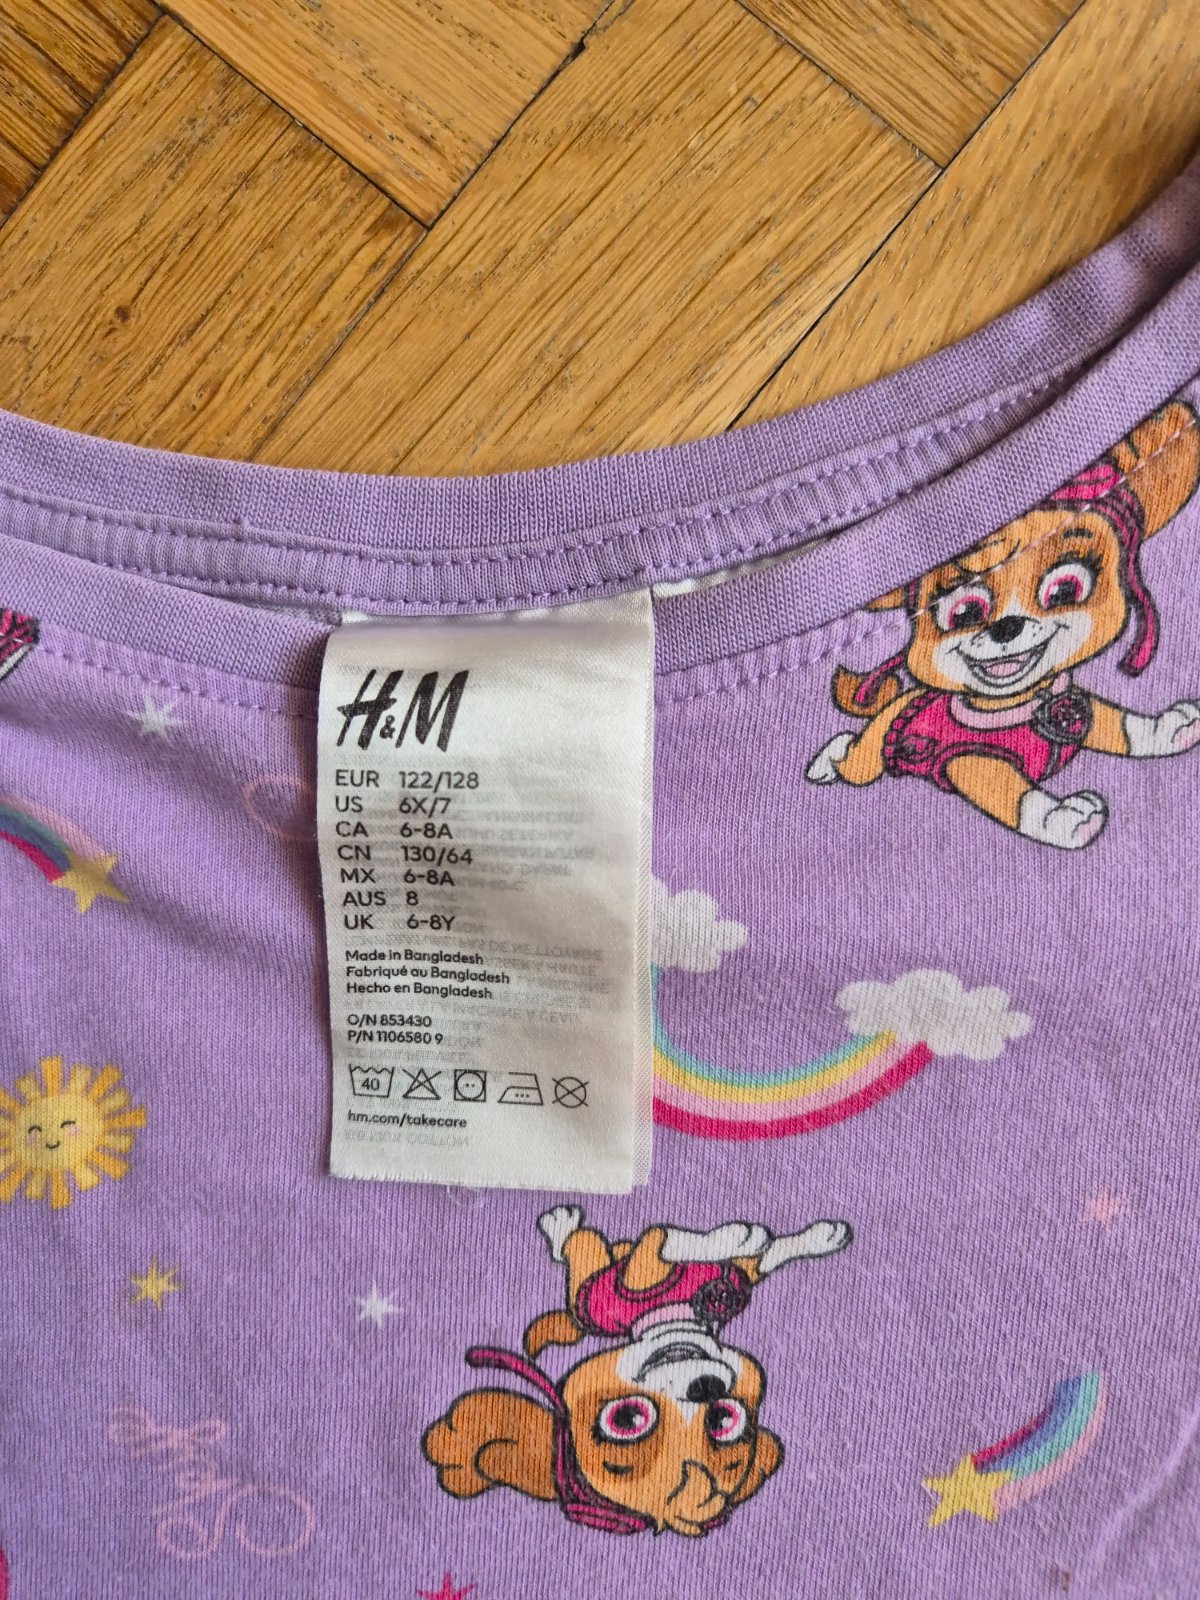 H&M
EUR 122/128
US 6X/7
CA 6-8A
CN 130/64
MX 6-8A
AUS 8
UK 6-8Y
Made in Bangladesh
Fabriqué au Bangladesh
Hecho en Bangladesh
O/N 853430
P/N 1106580 9
40
hm.com/takecare
Skye